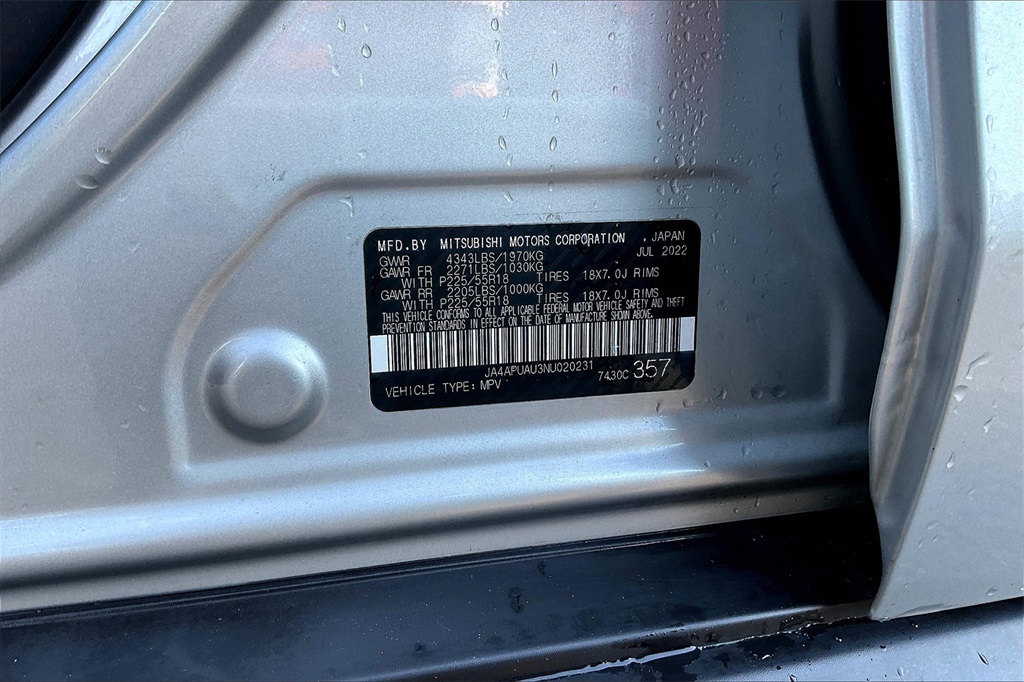 MFD.BY MITSUBISHI MOTORS CORPORATION , JAPAN
GVWR 4343LBS/1970KG JUL 2022
GAWR FR 2271LBS/1030KG
WITH P225/55R18 TIRES 18X7.0J RIMS
GAWR RR 2205LBS/1000KG
WITH P225/55R18 TIRES 18X7.0J RIMS
THIS VEHICLE CONFORMS TO ALL APPLICABLE FEDERAL MOTOR VEHICLE SAFETY AND THEFT
PREVENTION STANDARDS IN EFFECT ON THE DATE OF MANUFACTURE SHOWN ABOVE.
JA4APUAU3NU020231
VEHICLE TYPE: MPV 7430C 357